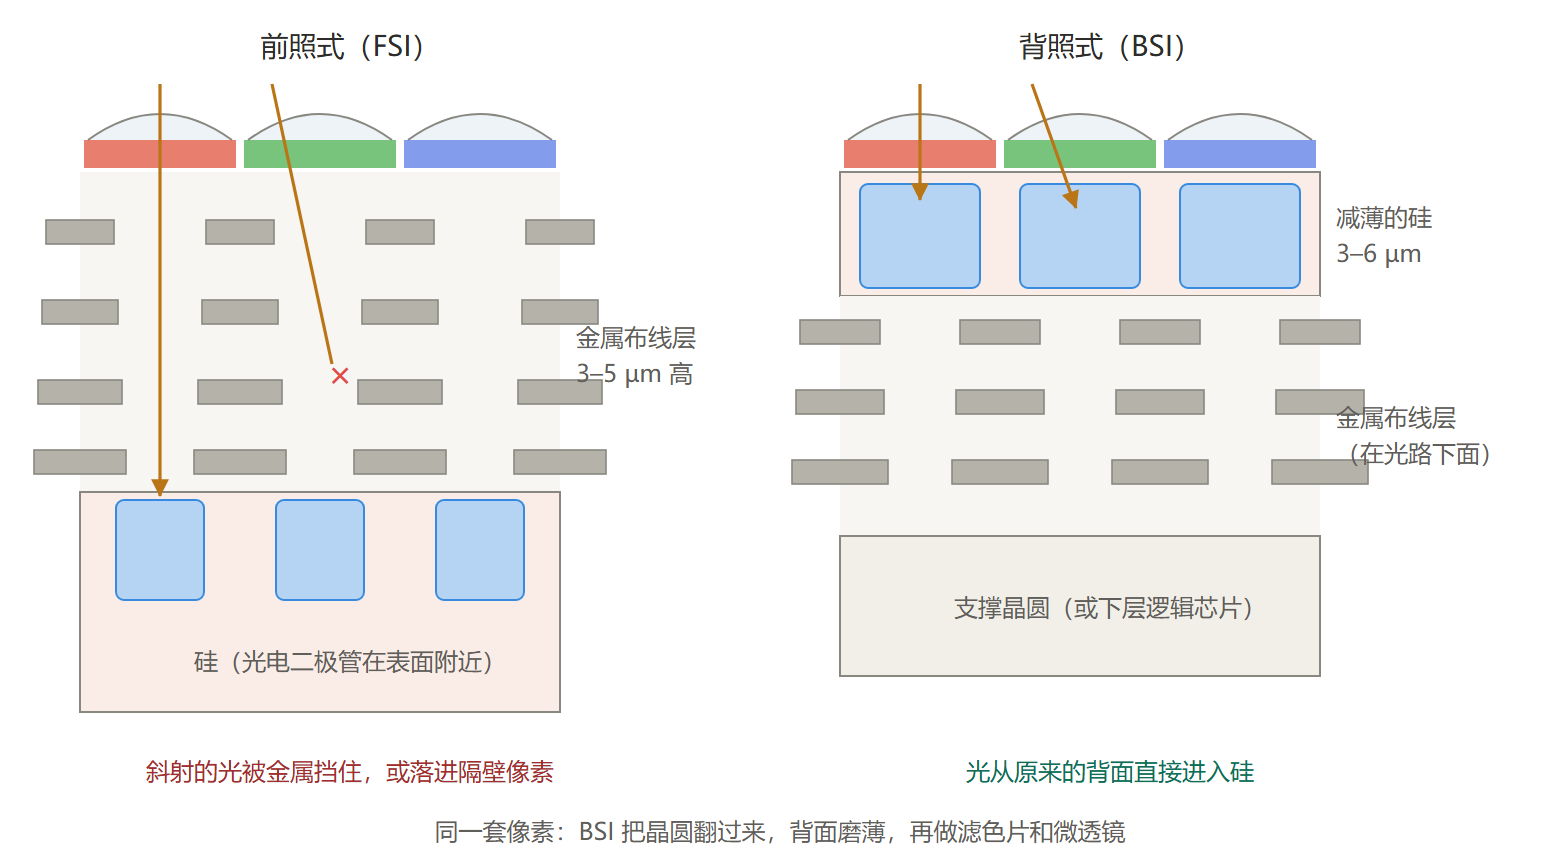 前照式（FSI）
背照式（BSI）
减薄的硅
3–6 μm
金属布线层
3–5 μm 高
金属布线层
（在光路下面）
支撑晶圆（或下层逻辑芯片）
硅（光电二极管在表面附近）
斜射的光被金属挡住，或落进隔壁像素
光从原来的背面直接进入硅
同一套像素：BSI 把晶圆翻过来，背面磨薄，再做滤色片和微透镜